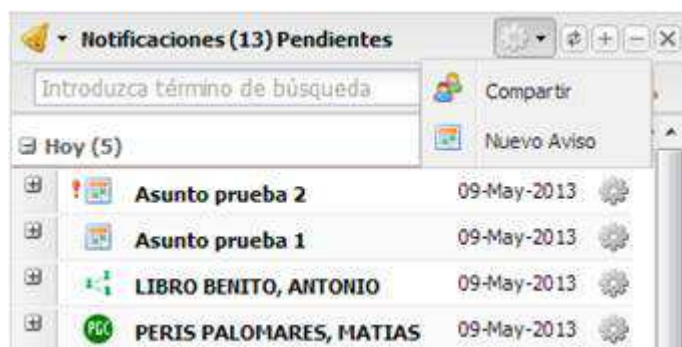 Notificaciones (13) Pendientes
Introduzca término de búsqueda
Compartir
Nuevo Aviso
Hoy (5)
Asunto prueba 2 09-May-2013
Asunto prueba 1 09-May-2013
LIBRO BENITO, ANTONIO 09-May-2013
PGC PERIS PALOMARES, MATIAS 09-May-2013